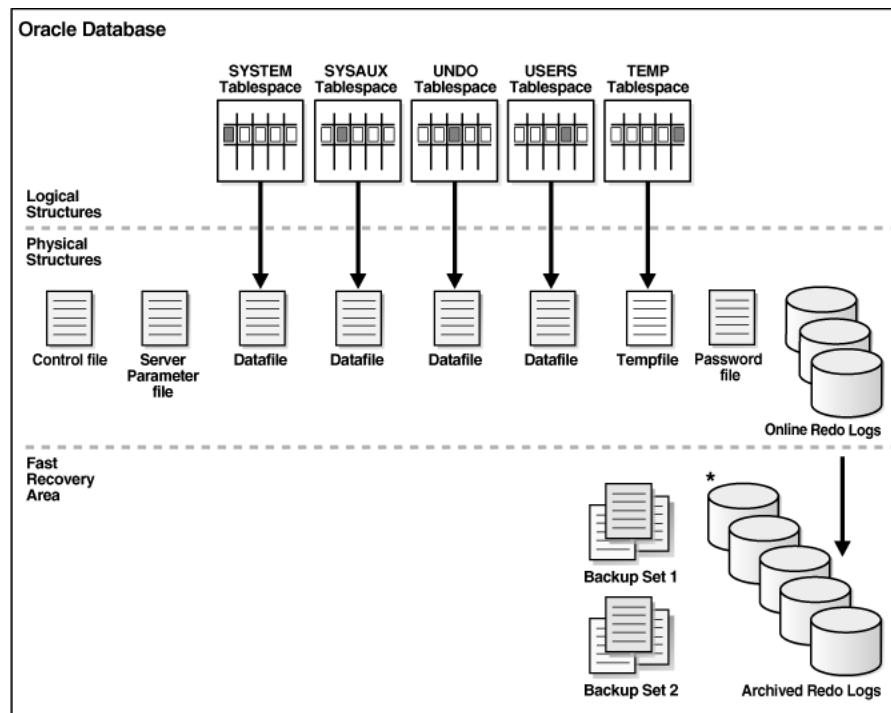 Oracle Database
SYSTEM
Tablespace
SYSAUX
Tablespace
UNDO
Tablespace
USERS
Tablespace
TEMP
Tablespace
Logical
Structures
Physical
Structures
Control file
Server
Parameter
file
Datafile
Datafile
Datafile
Datafile
Tempfile
Password
file
Online Redo Logs
Fast
Recovery
Area
*
Backup Set 1
Backup Set 2
Archived Redo Logs